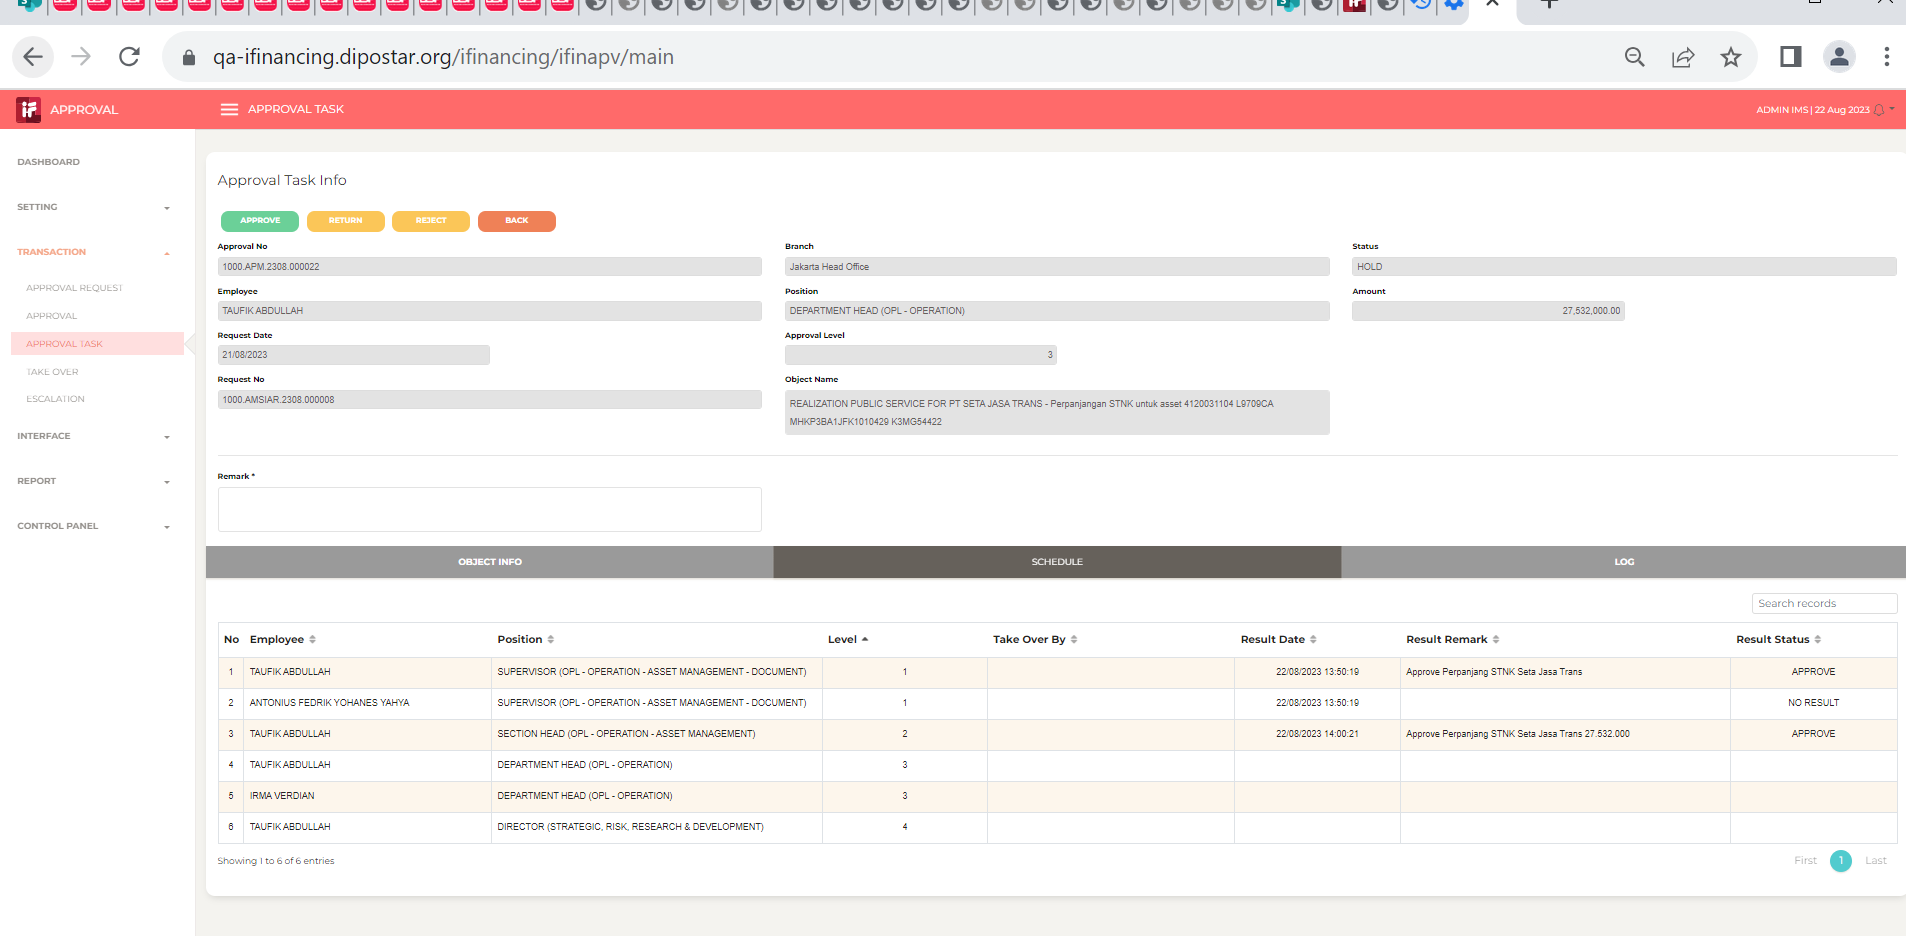 qa-ifinancing.dipostar.org/ifinancing/ifinapv/main
iF APPROVAL
APPROVAL TASK
ADMIN IMS | 22 Aug 2023
DASHBOARD
SETTING
TRANSACTION
APPROVAL REQUEST
APPROVAL
APPROVAL TASK
TAKE OVER
ESCALATION
INTERFACE
REPORT
CONTROL PANEL
Approval Task Info
APPROVE RETURN REJECT BACK
Approval No Branch Status
1000.APM.2308.000022 Jakarta Head Office HOLD
Employee Position Amount
TAUFIK ABDULLAH DEPARTMENT HEAD (OPL - OPERATION) 27,532,000.00
Request Date Approval Level
21/08/2023 3
Request No Object Name
1000.AMSIAR.2308.000008 REALIZATION PUBLIC SERVICE FOR PT SETA JASA TRANS - Perpanjangan STNK untuk asset 4120031104 L9709CA
MHKP3BA1JFK1010429 K3MG54422
Remark *
OBJECT INFO SCHEDULE LOG
Search records
No Employee Position Level Take Over By Result Date Result Remark Result Status
1 TAUFIK ABDULLAH SUPERVISOR (OPL - OPERATION - ASSET MANAGEMENT - DOCUMENT) 1 22/08/2023 13:50:19 Approve Perpanjang STNK Seta Jasa Trans APPROVE
2 ANTONIUS FEDRIK YOHANES YAHYA SUPERVISOR (OPL - OPERATION - ASSET MANAGEMENT - DOCUMENT) 1 22/08/2023 13:50:19 NO RESULT
3 TAUFIK ABDULLAH SECTION HEAD (OPL - OPERATION - ASSET MANAGEMENT) 2 22/08/2023 14:00:21 Approve Perpanjang STNK Seta Jasa Trans 27.532.000 APPROVE
4 TAUFIK ABDULLAH DEPARTMENT HEAD (OPL - OPERATION) 3
5 IRMA VERDIAN DEPARTMENT HEAD (OPL - OPERATION) 3
6 TAUFIK ABDULLAH DIRECTOR (STRATEGIC, RISK, RESEARCH & DEVELOPMENT) 4
Showing 1 to 6 of 6 entries
First 1 Last